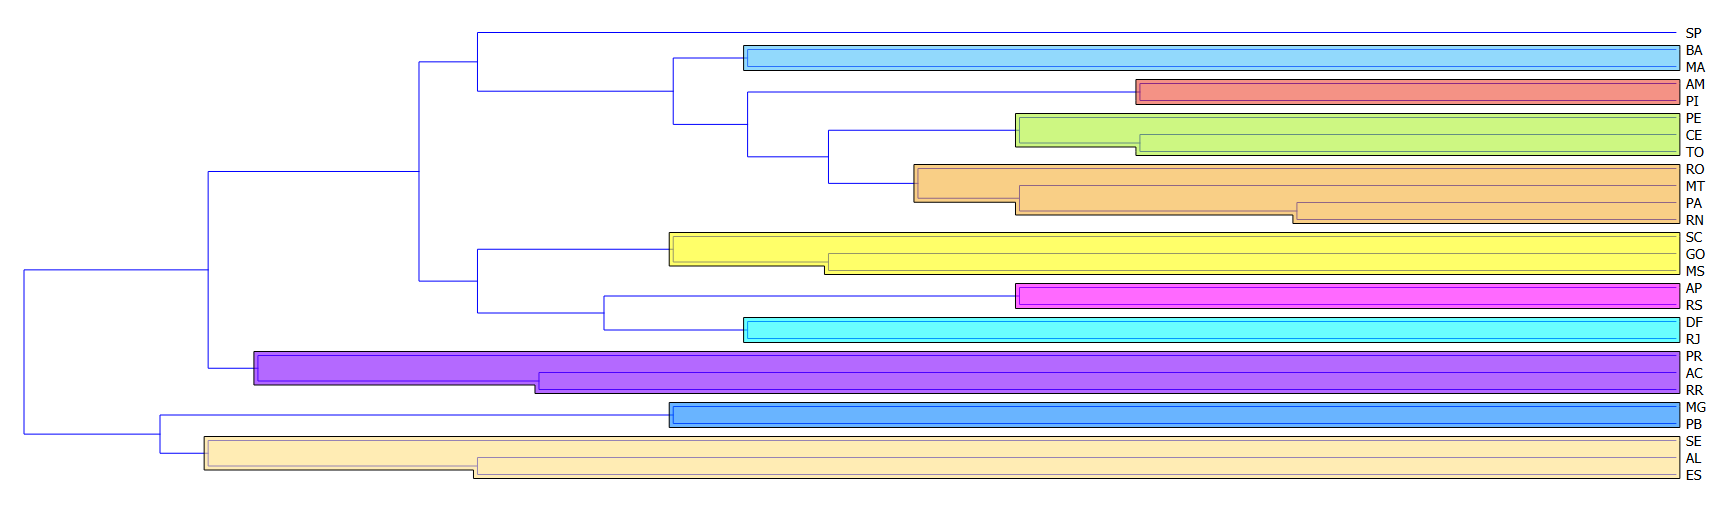 SP
BA
MA
AM
PI
PE
CE
TO
RO
MT
PA
RN
SC
GO
MS
AP
RS
DF
RJ
PR
AC
RR
MG
PB
SE
AL
ES